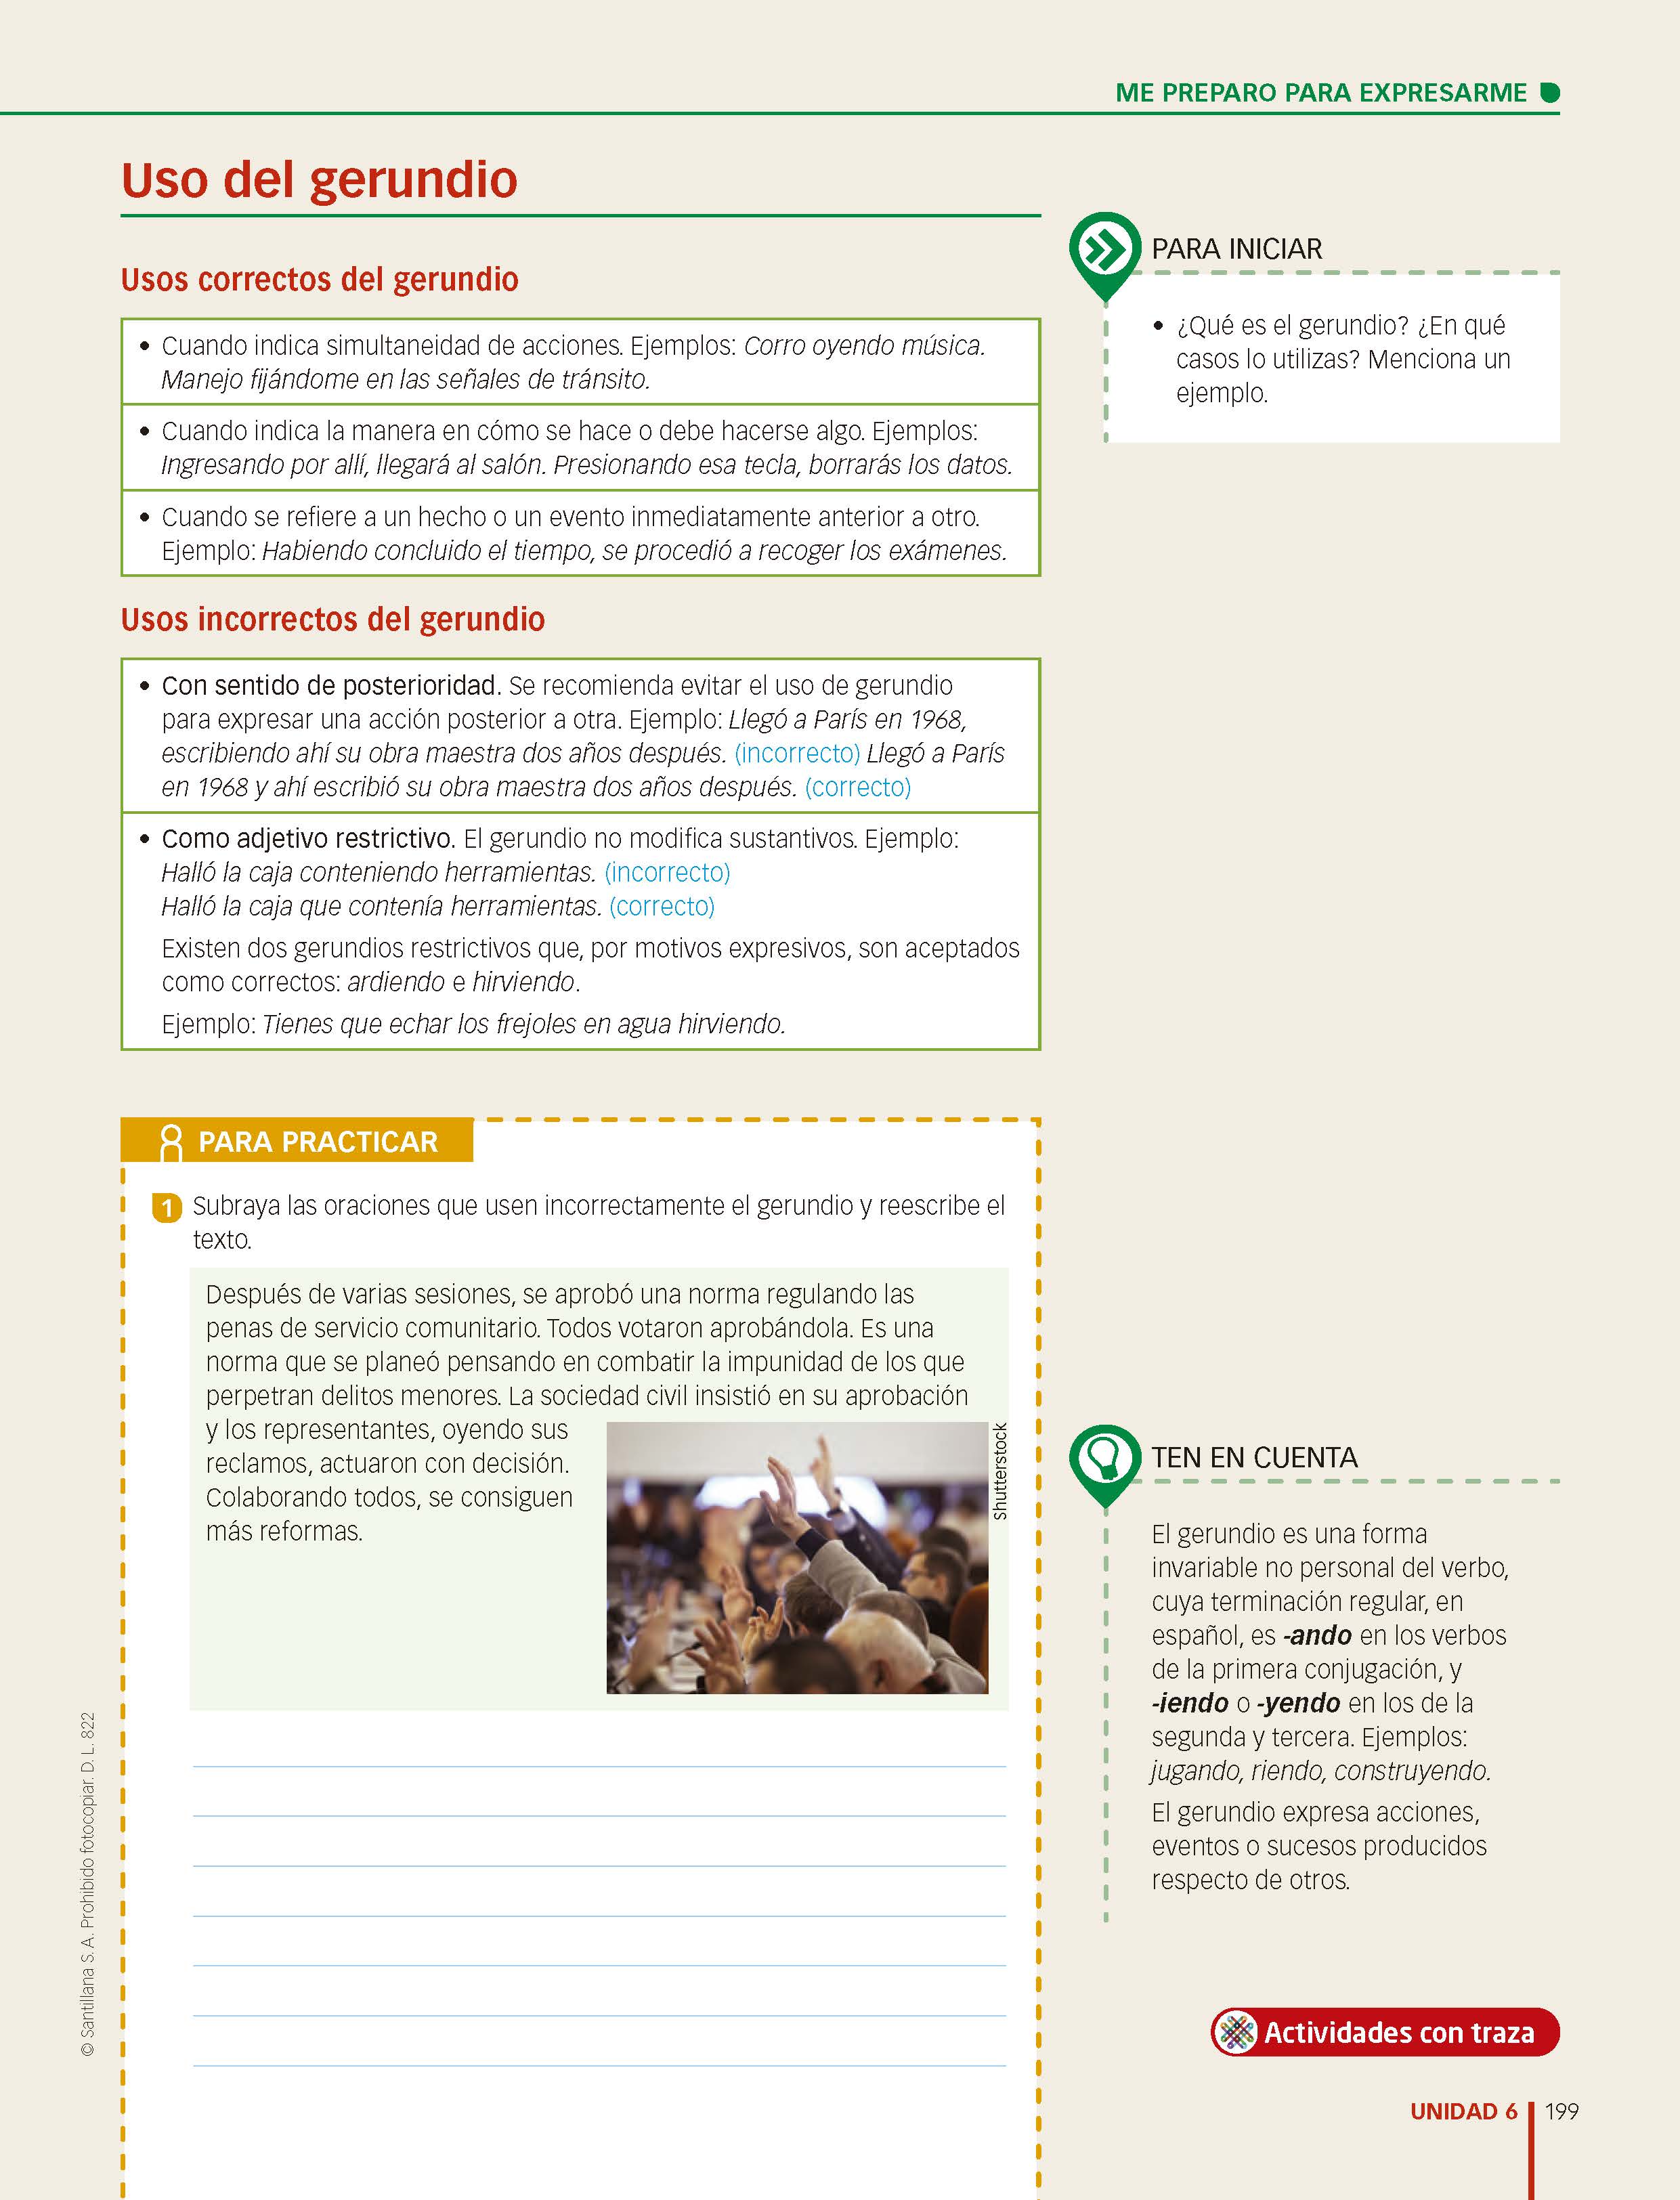 ME PREPARO PARA EXPRESARME
Uso del gerundio
Usos correctos del gerundio
• Cuando indica simultaneidad de acciones. Ejemplos: Corro oyendo música.
Manejo fijándome en las señales de tránsito.
• Cuando indica la manera en cómo se hace o debe hacerse algo. Ejemplos:
Ingresando por allí, llegará al salón. Presionando esa tecla, borrarás los datos.
• Cuando se refiere a un hecho o un evento inmediatamente anterior a otro.
Ejemplo: Habiendo concluido el tiempo, se procedió a recoger los exámenes.
Usos incorrectos del gerundio
• Con sentido de posterioridad. Se recomienda evitar el uso de gerundio
para expresar una acción posterior a otra. Ejemplo: Llegó a París en 1968,
escribiendo ahí su obra maestra dos años después. (incorrecto) Llegó a París
en 1968 y ahí escribió su obra maestra dos años después. (correcto)
• Como adjetivo restrictivo. El gerundio no modifica sustantivos. Ejemplo:
Halló la caja conteniendo herramientas. (incorrecto)
Halló la caja que contenía herramientas. (correcto)
Existen dos gerundios restrictivos que, por motivos expresivos, son aceptados
como correctos: ardiendo e hirviendo.
Ejemplo: Tienes que echar los frejoles en agua hirviendo.
PARA INICIAR
• ¿Qué es el gerundio? ¿En qué
casos lo utilizas? Menciona un
ejemplo.
PARA PRACTICAR
1 Subraya las oraciones que usen incorrectamente el gerundio y reescribe el
texto.
Después de varias sesiones, se aprobó una norma regulando las
penas de servicio comunitario. Todos votaron aprobándola. Es una
norma que se planeó pensando en combatir la impunidad de los que
perpetran delitos menores. La sociedad civil insistió en su aprobación
y los representantes, oyendo sus
reclamos, actuaron con decisión.
Colaborando todos, se consiguen
más reformas.
Shutterstock
TEN EN CUENTA
El gerundio es una forma
invariable no personal del verbo,
cuya terminación regular, en
español, es -ando en los verbos
de la primera conjugación, y
-iendo o -yendo en los de la
segunda y tercera. Ejemplos:
jugando, riendo, construyendo.
El gerundio expresa acciones,
eventos o sucesos producidos
respecto de otros.
Actividades con traza
© Santillana S. A. Prohibido fotocopiar. D. L. 822
UNIDAD 6 199